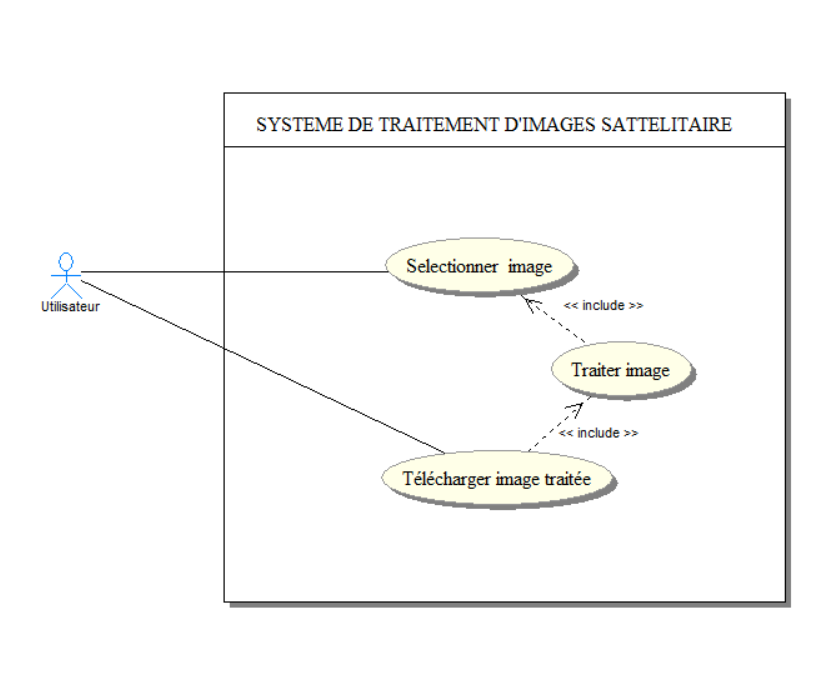 SYSTEME DE TRAITEMENT D'IMAGES SATTELITAIRE
Selectionner image
Utilisateur
<< include >>
Traiter image
<< include >>
Télécharger image traitée